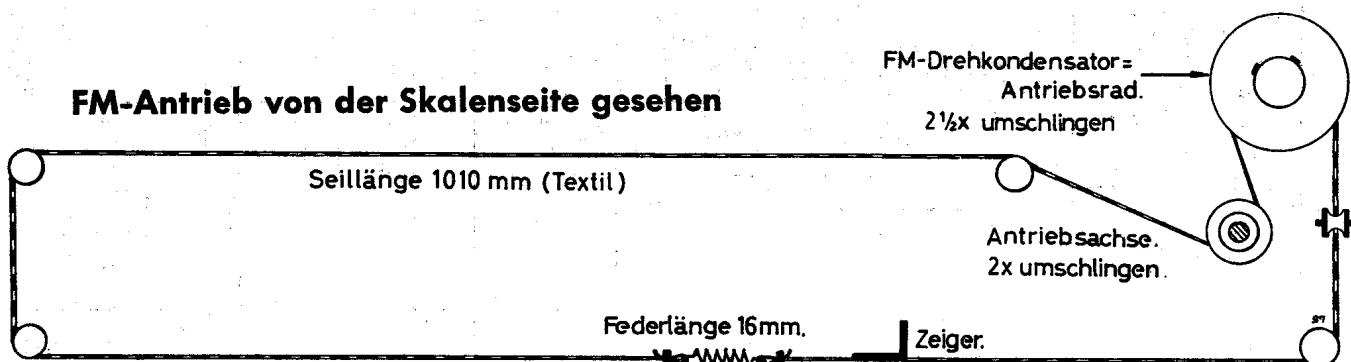 FM-Drehkondensator=
Antriebsrad.
2½x umschlingen
FM-Antrieb von der Skalenseite gesehen
Seillänge 1010 mm (Textil)
Antriebsachse.
2x umschlingen.
Federlänge 16mm.
Zeiger.